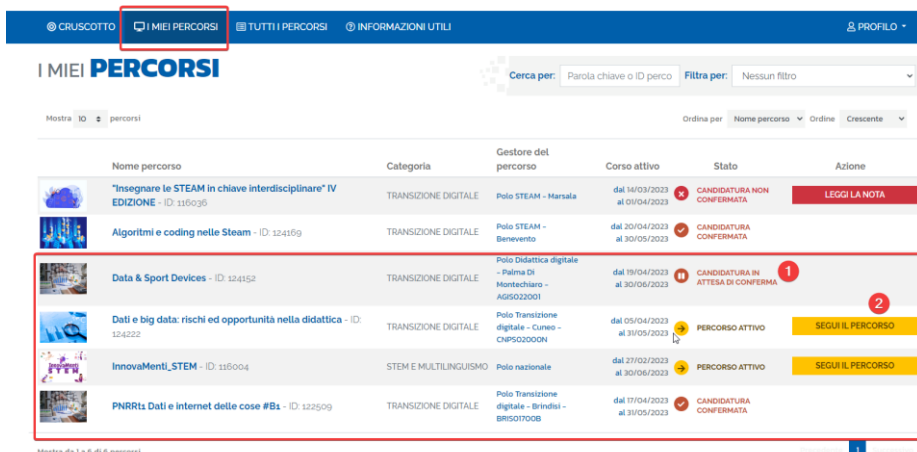 CRUSCOTTO I MIEI PERCORSI TUTTI I PERCORSI INFORMAZIONI UTILI PROFILO
I MIEI PERCORSI
Cerca per: Parola chiave o ID perco Filtra per: Nessun filtro
Mostra 10 percorsi Ordina per Nome percorso Ordine Crescente
Nome percorso Categoria Gestore del percorso Corso attivo Stato Azione
"Insegnare le STEAM in chiave interdisciplinare" IV
EDIZIONE - ID: 116036
TRANSIZIONE DIGITALE
Polo STEAM - Marsala
dal 14/03/2023
al 01/04/2023
CANDIDATURA NON
CONFERMATA
LEGGI LA NOTA
Algoritmi e coding nelle Steam - ID: 124169
TRANSIZIONE DIGITALE
Polo STEAM -
Benevento
dal 20/04/2023
al 30/05/2023
CANDIDATURA
CONFERMATA
Data & Sport Devices - ID: 124152
TRANSIZIONE DIGITALE
Polo Didattica digitale
- Palma Di
Montechiaro -
AGIS022001
dal 19/04/2023
al 30/06/2023
CANDIDATURA IN
ATTESA DI CONFERMA
1
2
Dati e big data: rischi ed opportunità nella didattica - ID:
124222
TRANSIZIONE DIGITALE
Polo Transizione
digitale - Cuneo -
CNPS02000N
dal 05/04/2023
al 31/05/2023
PERCORSO ATTIVO
SEGUI IL PERCORSO
InnovaMenti
STEM
InnovaMenti_STEM - ID: 116004
STEM E MULTILINGUISMO
Polo nazionale
dal 27/02/2023
al 30/06/2023
PERCORSO ATTIVO
SEGUI IL PERCORSO
PNRRt1 Dati e internet delle cose #B1 - ID: 122509
TRANSIZIONE DIGITALE
Polo Transizione
digitale - Brindisi -
BRIS01700B
dal 17/04/2023
al 31/05/2023
CANDIDATURA
CONFERMATA
Mostra da 1 a 6 di 6 percorsi
1